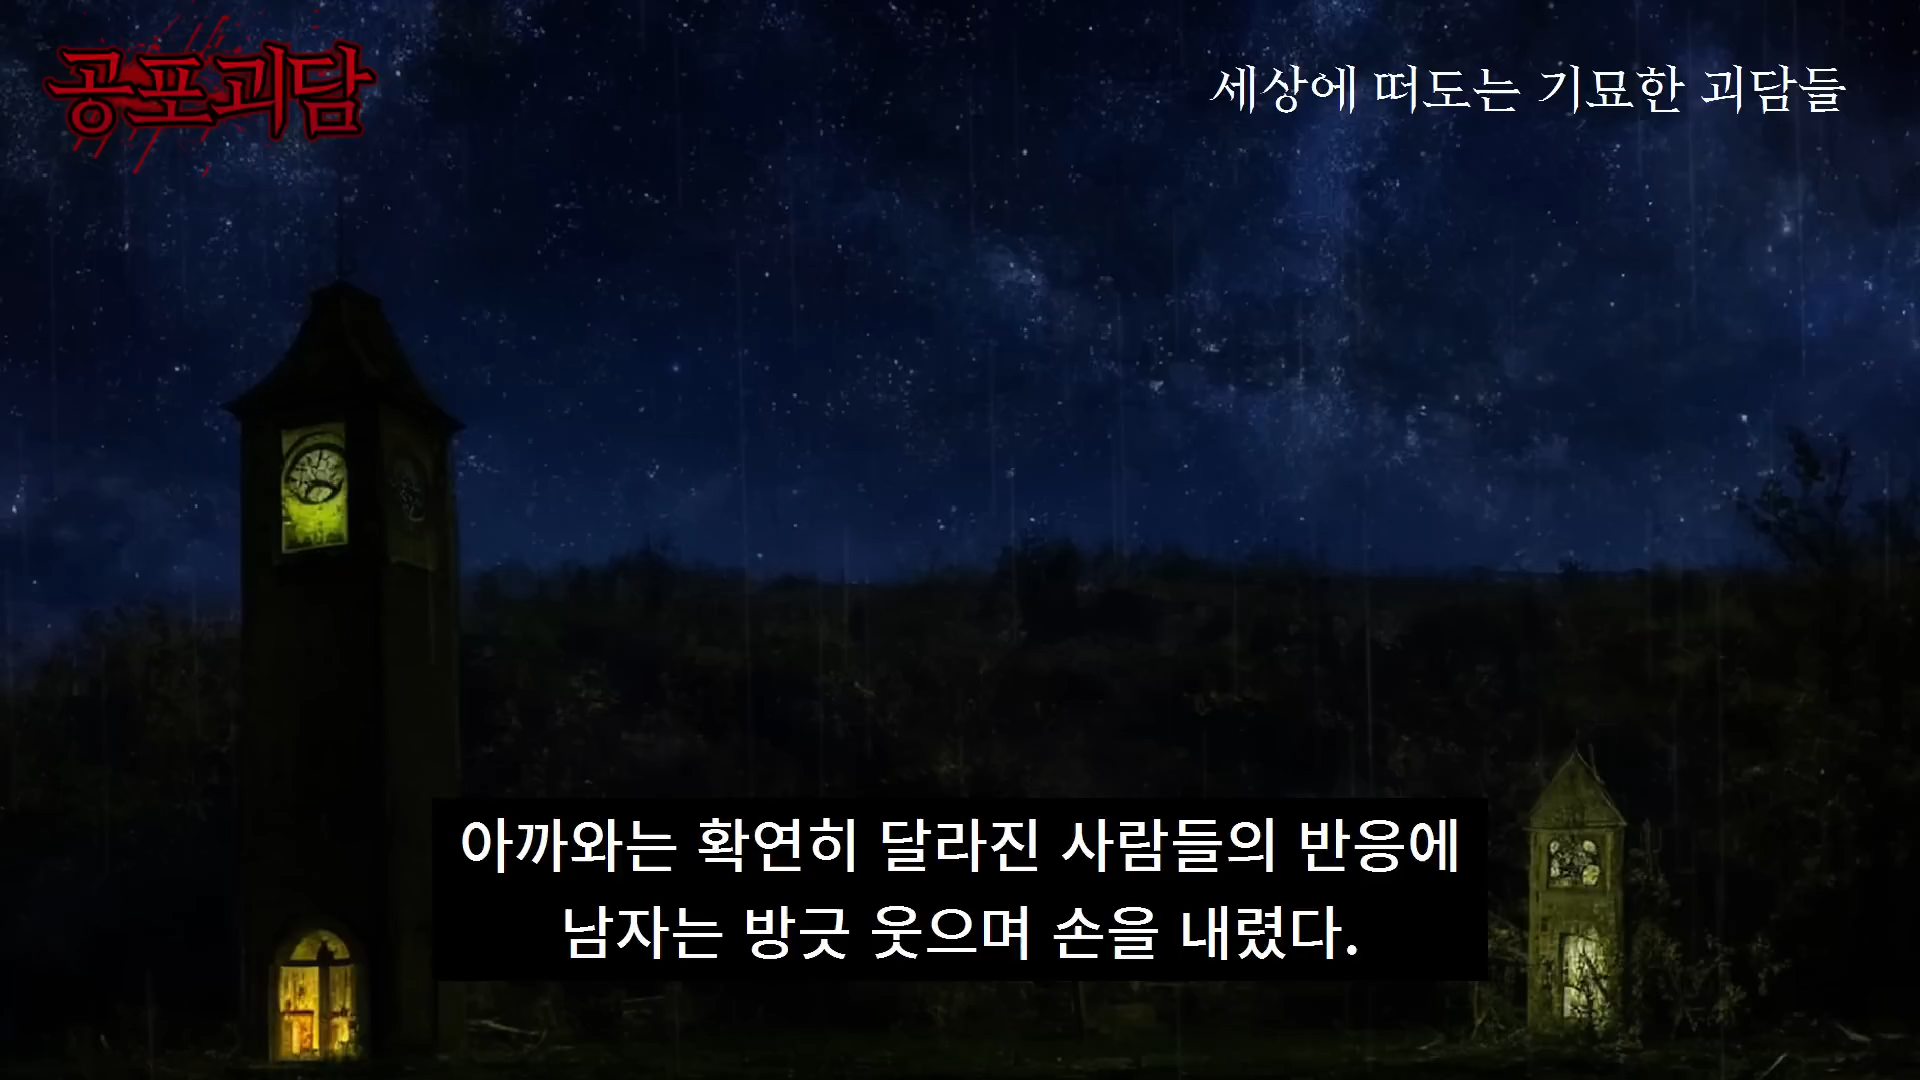 공포괴담
세상에 떠도는 기묘한 괴담들
아까와는 확연히 달라진 사람들의 반응에
남자는 방긋 웃으며 손을 내렸다.